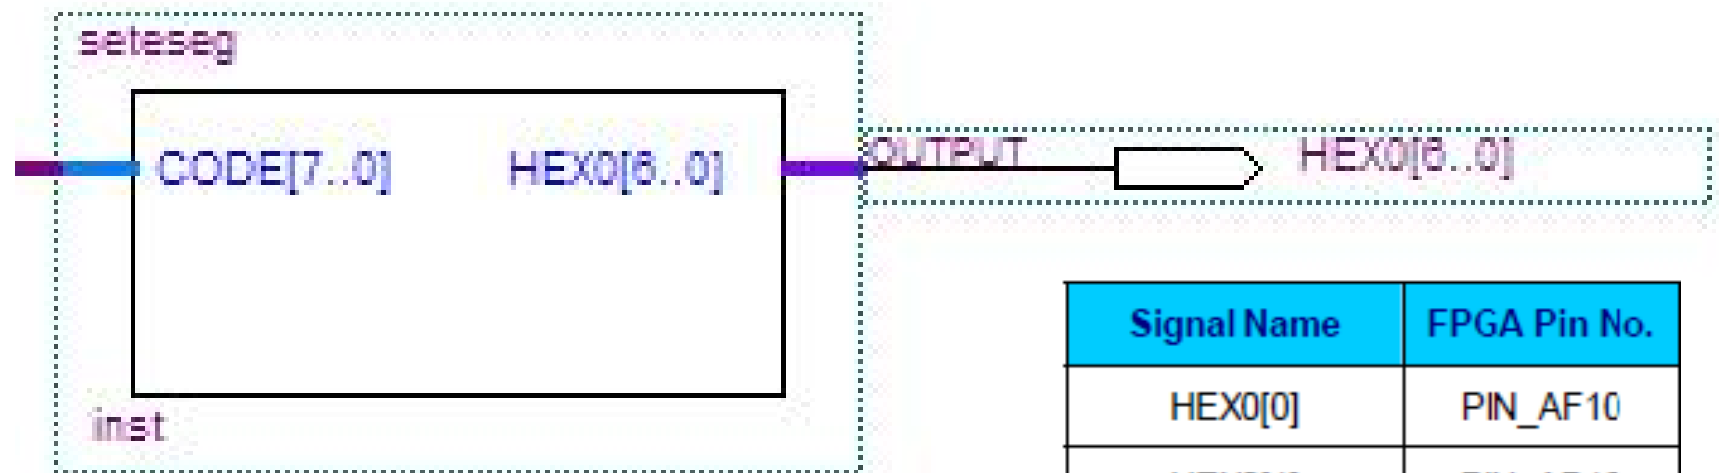 seteseg
CODE[7..0] HEX0[6..0]
OUTPUT HEX0[6..0]
inst
Signal Name FPGA Pin No.
HEX0[0] PIN_AF10